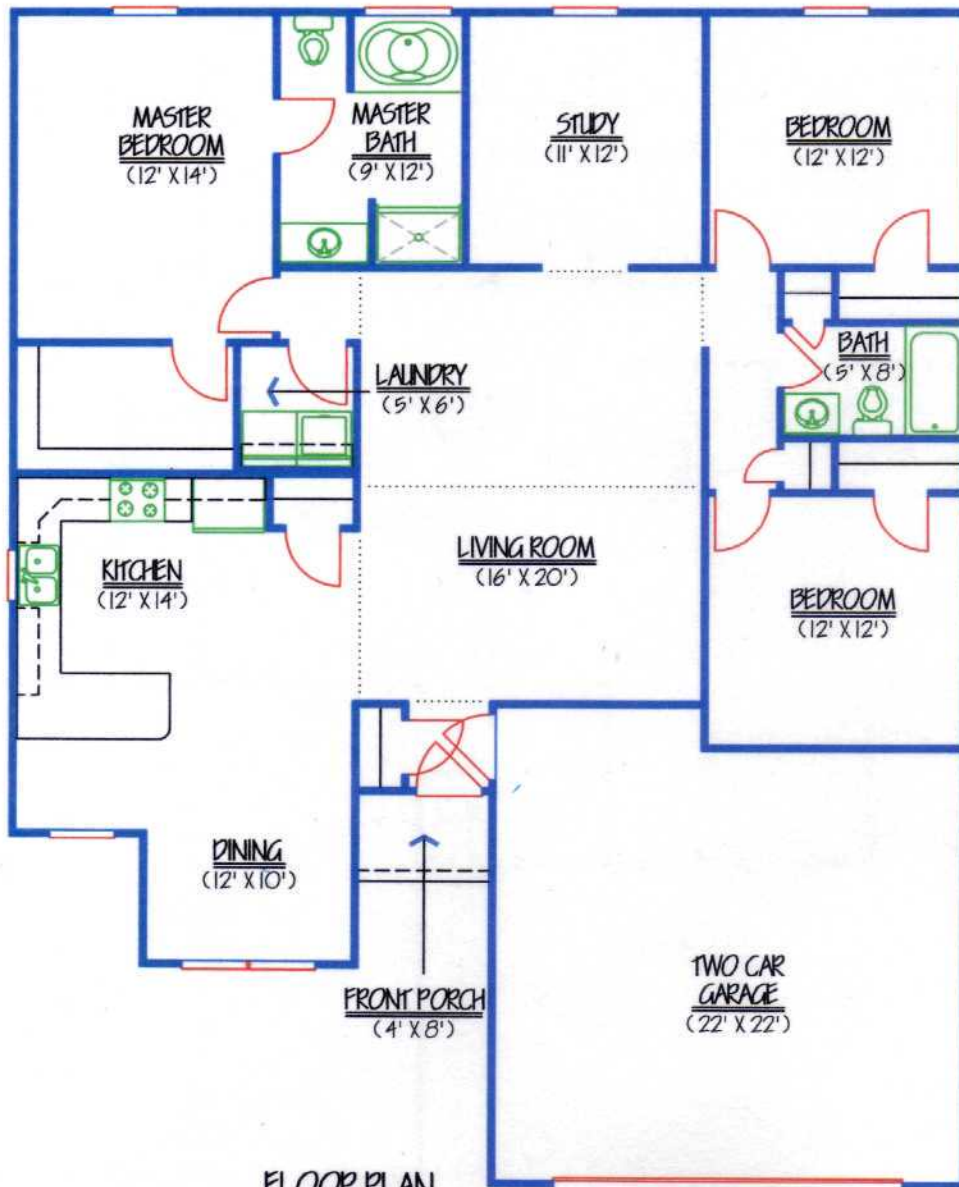 MASTER
BEDROOM
(12' X 14')
MASTER
BATH
(9' X 12')
STUDY
(11' X 12')
BEDROOM
(12' X 12')
LAUNDRY
(5' X 6')
BATH
(5' X 8')
KITCHEN
(12' X 14')
LIVING ROOM
(16' X 20')
BEDROOM
(12' X 12')
DINING
(12' X 10')
FRONT PORCH
(4' X 8')
TWO CAR
GARAGE
(22' X 22')
FLOOR PLAN